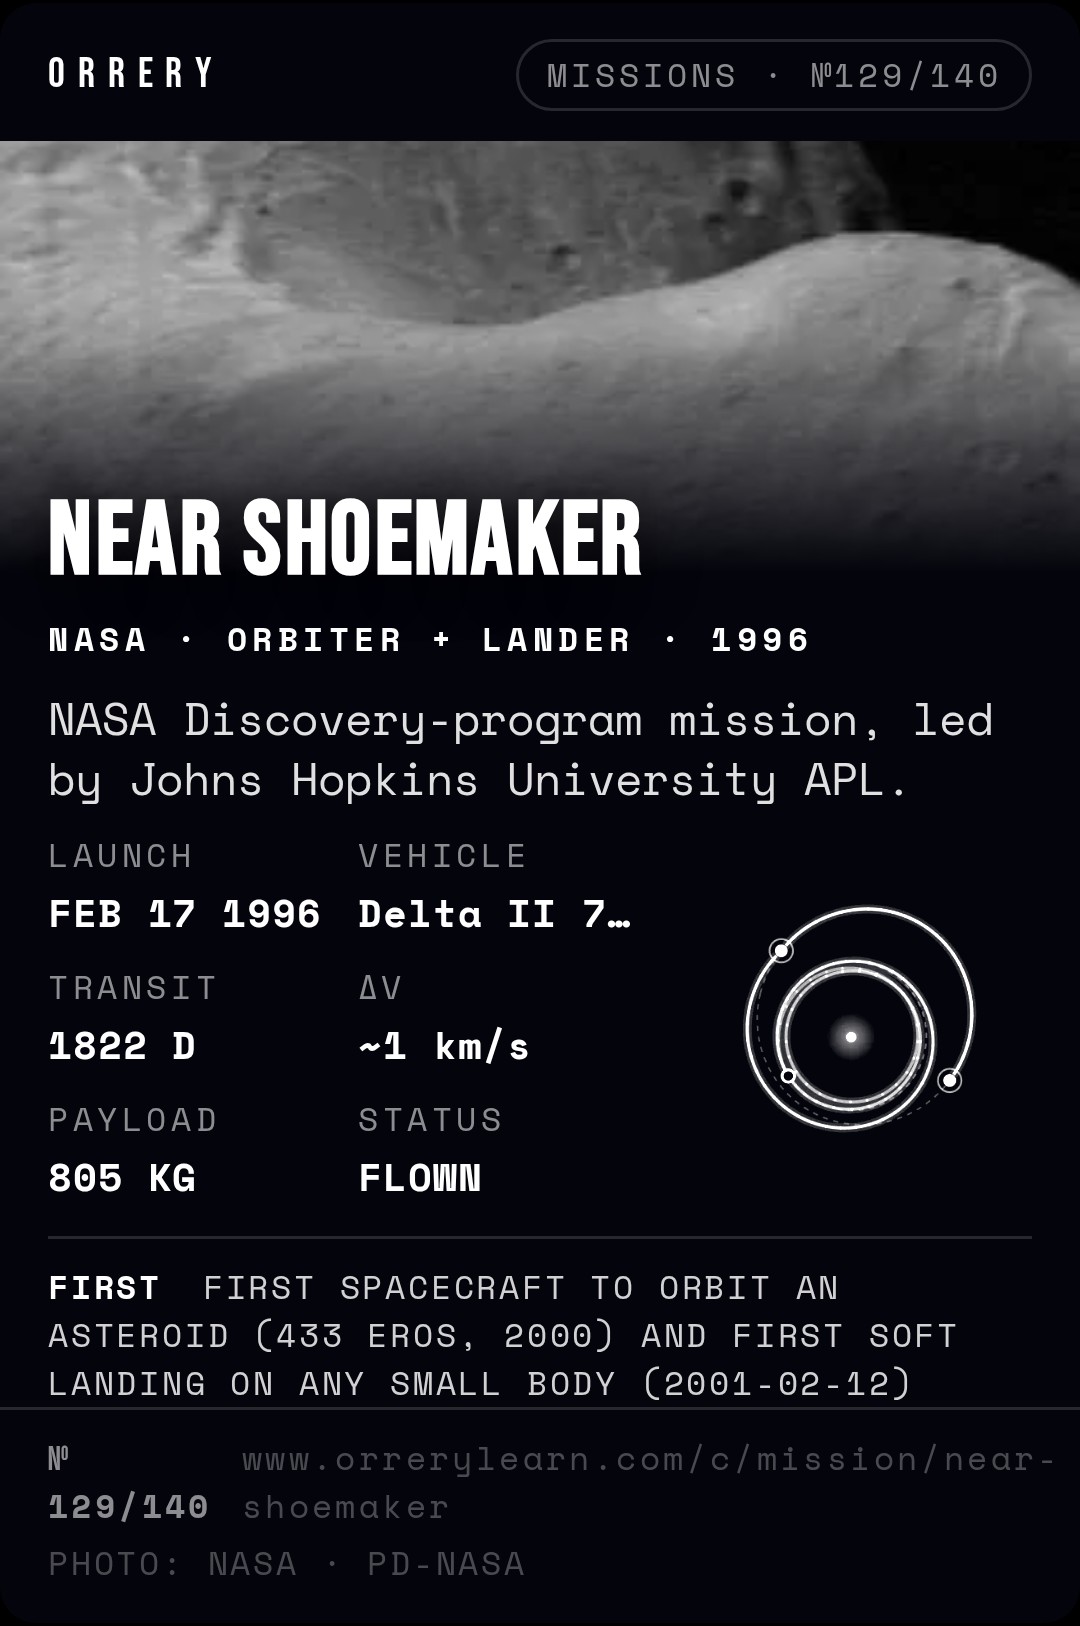 ORRERY
MISSIONS · №129/140
NEAR SHOEMAKER
NASA · ORBITER + LANDER · 1996
NASA Discovery-program mission, led
by Johns Hopkins University APL.
LAUNCH VEHICLE
FEB 17 1996 Delta II 7…
TRANSIT ΔV
1822 D ~1 km/s
PAYLOAD STATUS
805 KG FLOWN
FIRST FIRST SPACECRAFT TO ORBIT AN
ASTEROID (433 EROS, 2000) AND FIRST SOFT
LANDING ON ANY SMALL BODY (2001-02-12)
№ www.orrerylearn.com/c/mission/near-
129/140 shoemaker
PHOTO: NASA · PD-NASA